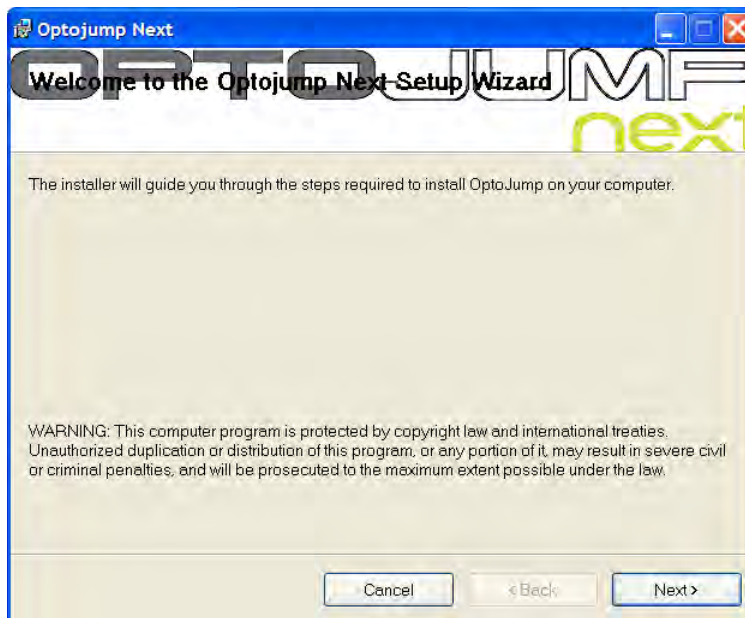 Optojump Next
OPTOJUMP
Welcome to the Optojump Next Setup Wizard
next
The installer will guide you through the steps required to install OptoJump on your computer.
WARNING: This computer program is protected by copyright law and international treaties.
Unauthorized duplication or distribution of this program, or any portion of it, may result in severe civil
or criminal penalties, and will be prosecuted to the maximum extent possible under the law.
Cancel < Back Next >